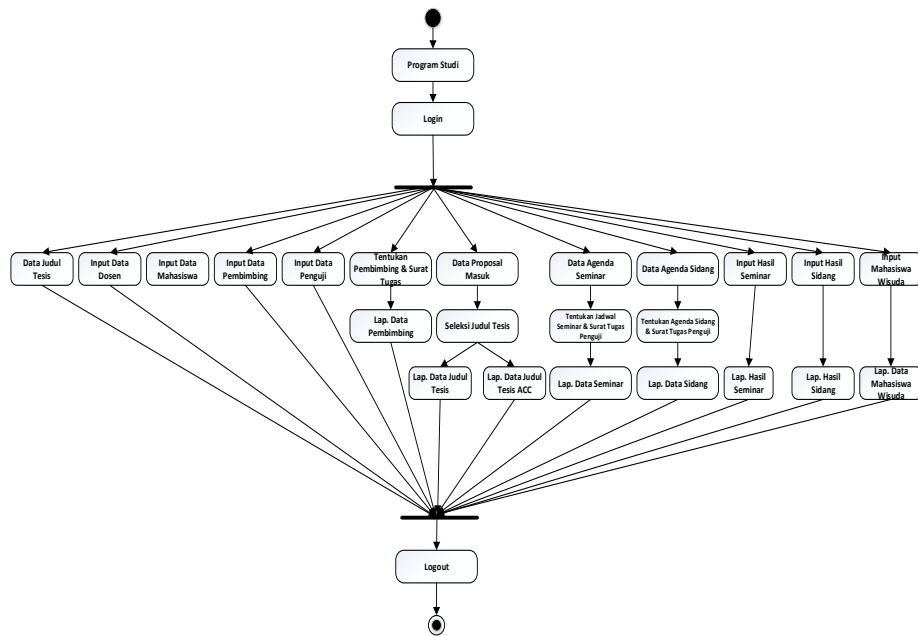 Program Studi
Login
Data Judul
Tesis
Input Data
Dosen
Input Data
Mahasiswa
Input Data
Pembimbing
Input Data
Penguji
Tentukan
Pembimbing & Surat
Tugas
Data Proposal
Masuk
Data Agenda
Seminar
Data Agenda Sidang
Input Hasil
Seminar
Input Hasil
Sidang
Input
Mahasiswa
Wisuda
Lap. Data
Pembimbing
Seleksi Judul Tesis
Tentukan Jadwal
Seminar & Surat Tugas
Penguji
Tentukan Agenda Sidang
& Surat Tugas Penguji
Lap. Data Judul
Tesis
Lap. Data Judul
Tesis ACC
Lap. Data Seminar
Lap. Data Sidang
Lap. Hasil
Seminar
Lap. Hasil
Sidang
Lap. Data
Mahasiswa
Wisuda
Logout